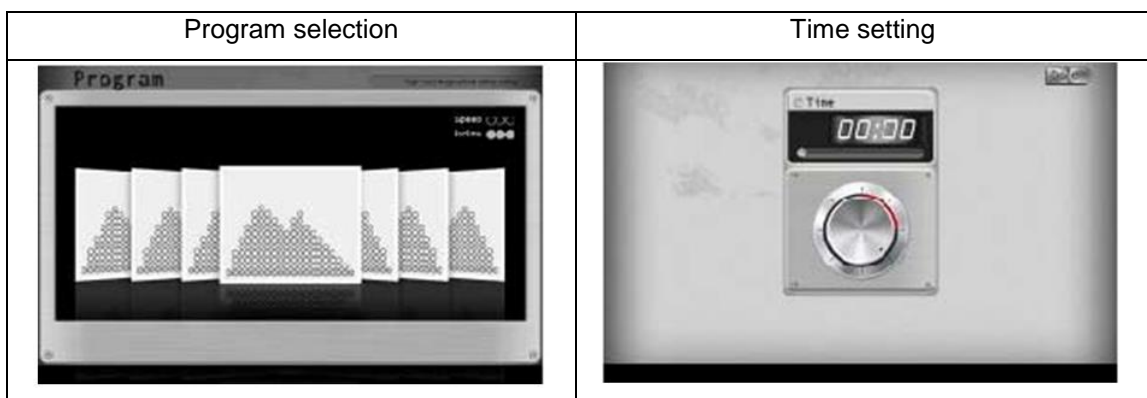 Program selection
Time setting
Program
speed
Time
00:00